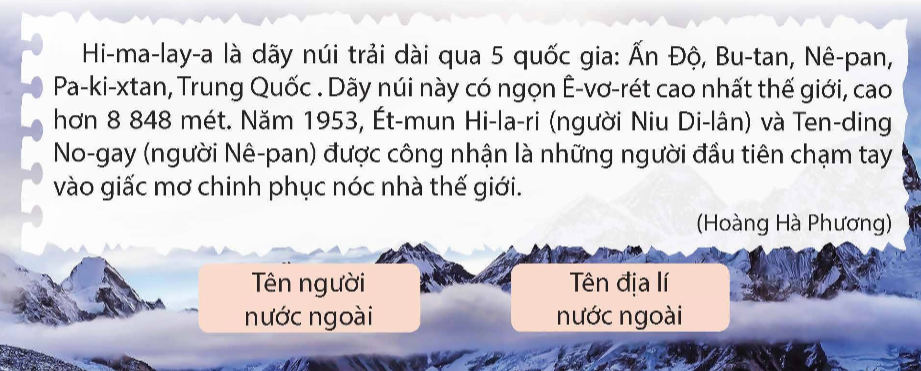 Hi-ma-lay-a là dãy núi trải dài qua 5 quốc gia: Ấn Độ, Bu-tan, Nê-pan,
Pa-ki-xtan, Trung Quốc . Dãy núi này có ngọn Ê-vơ-rét cao nhất thế giới, cao
hơn 8 848 mét. Năm 1953, Ét-mun Hi-la-ri (người Niu Di-lân) và Ten-ding
No-gay (người Nê-pan) được công nhận là những người đầu tiên chạm tay
vào giấc mơ chinh phục nóc nhà thế giới.
(Hoàng Hà Phương)
Tên người
nước ngoài
Tên địa lí
nước ngoài